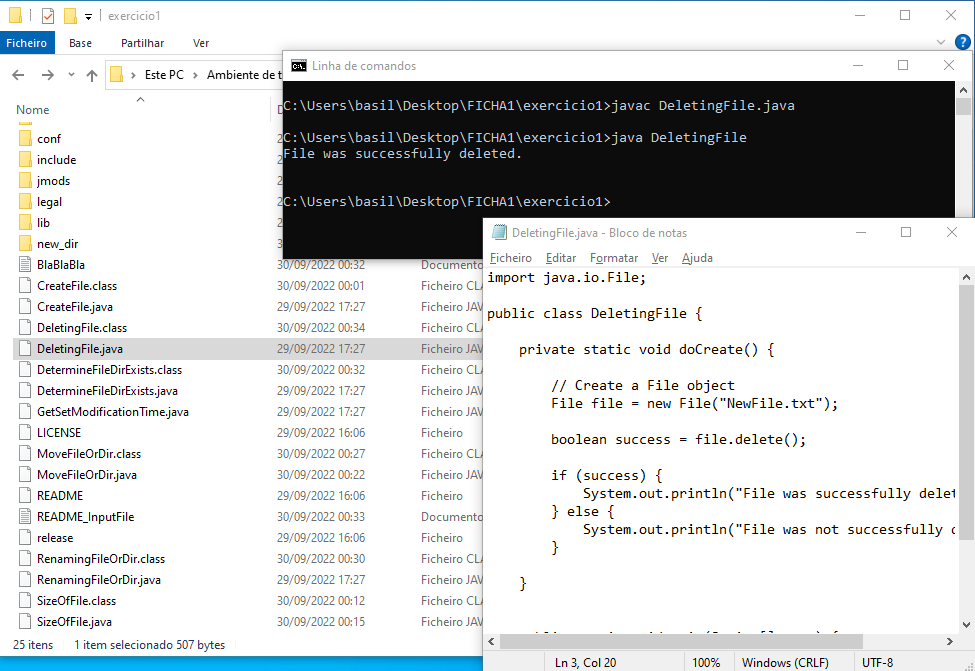 exercicio1
Ficheiro Base Partilhar Ver
Este PC Ambiente de t
Nome
conf
include
jmods
legal
lib
new_dir
BlaBlaBla 30/09/2022 00:32 Documento
CreateFile.class 30/09/2022 00:01 Ficheiro CLA
CreateFile.java 29/09/2022 17:27 Ficheiro JAV
DeletingFile.class 30/09/2022 00:34 Ficheiro CLA
DeletingFile.java 29/09/2022 17:27 Ficheiro JAV
DetermineFileDirExists.class 30/09/2022 00:32 Ficheiro CLA
DetermineFileDirExists.java 29/09/2022 17:27 Ficheiro JAV
GetSetModificationTime.java 29/09/2022 17:27 Ficheiro JAV
LICENSE 29/09/2022 16:06 Ficheiro
MoveFileOrDir.class 30/09/2022 00:27 Ficheiro CLA
MoveFileOrDir.java 30/09/2022 00:22 Ficheiro JAV
README 29/09/2022 16:06 Ficheiro
README_InputFile 30/09/2022 00:33 Documento
release 29/09/2022 16:06 Ficheiro
RenamingFileOrDir.class 30/09/2022 00:30 Ficheiro CLA
RenamingFileOrDir.java 29/09/2022 17:27 Ficheiro JAV
SizeOfFile.class 30/09/2022 00:12 Ficheiro CLA
SizeOfFile.java 30/09/2022 00:15 Ficheiro JAV
25 itens 1 item selecionado 507 bytes
Linha de comandos
C:\Users\basil\Desktop\FICHA1\exercicio1>javac DeletingFile.java
C:\Users\basil\Desktop\FICHA1\exercicio1>java DeletingFile
File was successfully deleted.
C:\Users\basil\Desktop\FICHA1\exercicio1>
DeletingFile.java - Bloco de notas
Ficheiro Editar Formatar Ver Ajuda
import java.io.File;
public class DeletingFile {
private static void doCreate() {
// Create a File object
File file = new File("NewFile.txt");
boolean success = file.delete();
if (success) {
System.out.println("File was successfully delet
} else {
System.out.println("File was not successfully
}
}
Ln 3, Col 20 100% Windows (CRLF) UTF-8